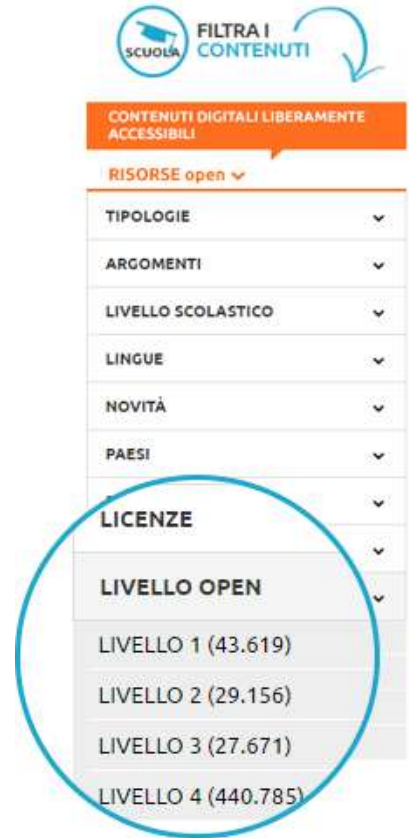 FILTRA I
SCUOLA CONTENUTI
CONTENUTI DIGITALI LIBERAMENTE
ACCESSIBILI
RISORSE open
TIPOLOGIE
ARGOMENTI
LIVELLO SCOLASTICO
LINGUE
NOVITÀ
PAESI
LICENZE
LIVELLO OPEN
LIVELLO 1 (43.619)
LIVELLO 2 (29.156)
LIVELLO 3 (27.671)
LIVELLO 4 (440.785)